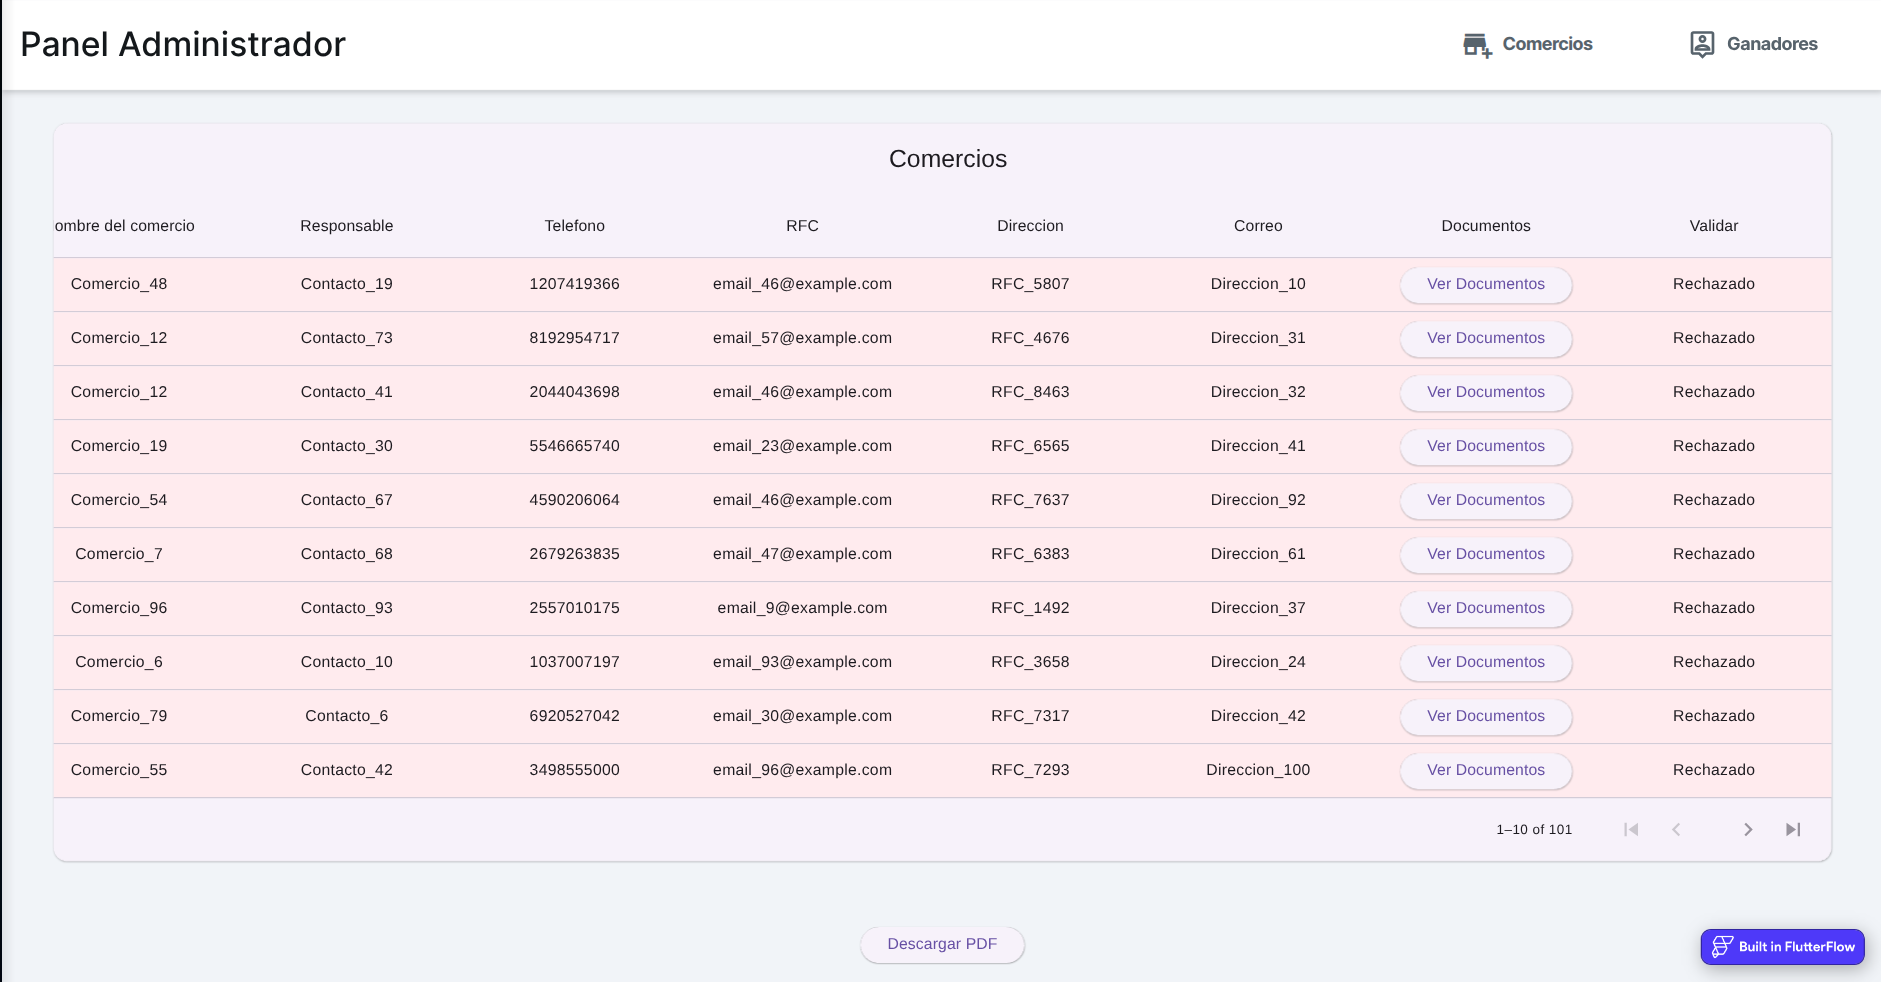 Panel Administrador Comercios Ganadores
Comercios
ombre del comercio Responsable Telefono RFC Direccion Correo Documentos Validar
Comercio_48 Contacto_19 1207419366 email_46@example.com RFC_5807 Direccion_10 Ver Documentos Rechazado
Comercio_12 Contacto_73 8192954717 email_57@example.com RFC_4676 Direccion_31 Ver Documentos Rechazado
Comercio_12 Contacto_41 2044043698 email_46@example.com RFC_8463 Direccion_32 Ver Documentos Rechazado
Comercio_19 Contacto_30 5546665740 email_23@example.com RFC_6565 Direccion_41 Ver Documentos Rechazado
Comercio_54 Contacto_67 4590206064 email_46@example.com RFC_7637 Direccion_92 Ver Documentos Rechazado
Comercio_7 Contacto_68 2679263835 email_47@example.com RFC_6383 Direccion_61 Ver Documentos Rechazado
Comercio_96 Contacto_93 2557010175 email_9@example.com RFC_1492 Direccion_37 Ver Documentos Rechazado
Comercio_6 Contacto_10 1037007197 email_93@example.com RFC_3658 Direccion_24 Ver Documentos Rechazado
Comercio_79 Contacto_6 6920527042 email_30@example.com RFC_7317 Direccion_42 Ver Documentos Rechazado
Comercio_55 Contacto_42 3498555000 email_96@example.com RFC_7293 Direccion_100 Ver Documentos Rechazado
1–10 of 101
Descargar PDF
Built in FlutterFlow